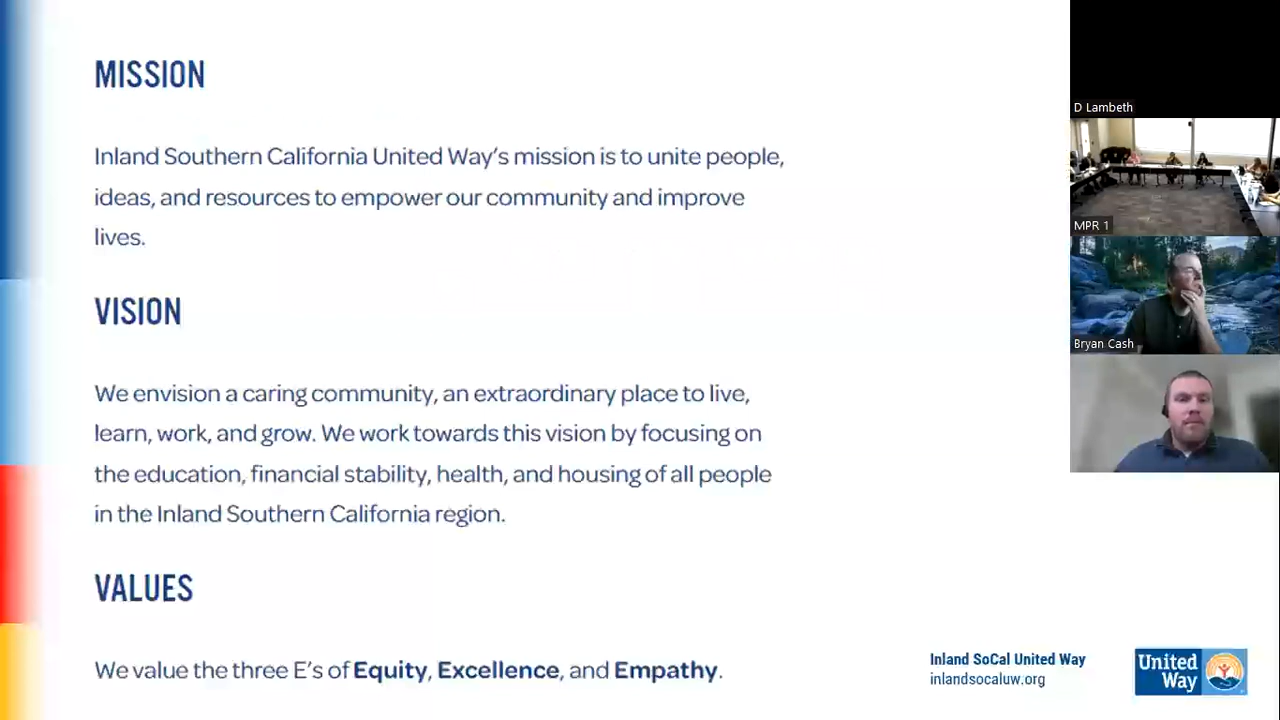 MISSION
Inland Southern California United Way's mission is to unite people,
ideas, and resources to empower our community and improve
lives.
VISION
We envision a caring community, an extraordinary place to live,
learn, work, and grow. We work towards this vision by focusing on
the education, financial stability, health, and housing of all people
in the Inland Southern California region.
VALUES
We value the three E's of Equity, Excellence, and Empathy.
Inland SoCal United Way
inlandsocaluw.org
United
Way
D Lambeth
MPR 1
Bryan Cash